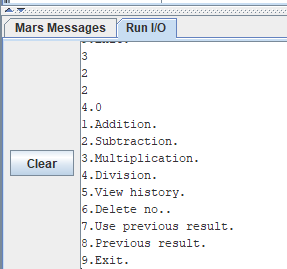 Mars Messages
Run I/O
3
2
2
4.0
1.Addition.
2.Subtraction.
3.Multiplication.
4.Division.
5.View history.
6.Delete no..
7.Use previous result.
8.Previous result.
9.Exit.
Clear